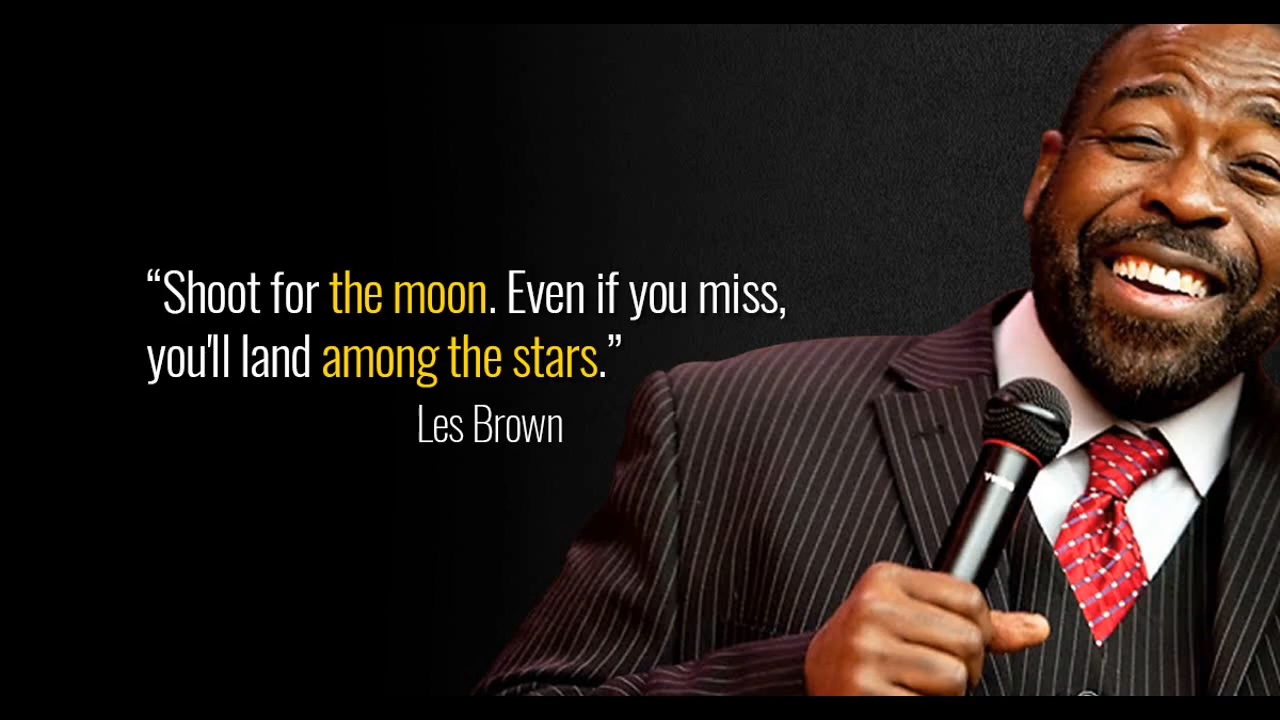 “Shoot for the moon. Even if you miss,
you'll land among the stars.”
Les Brown